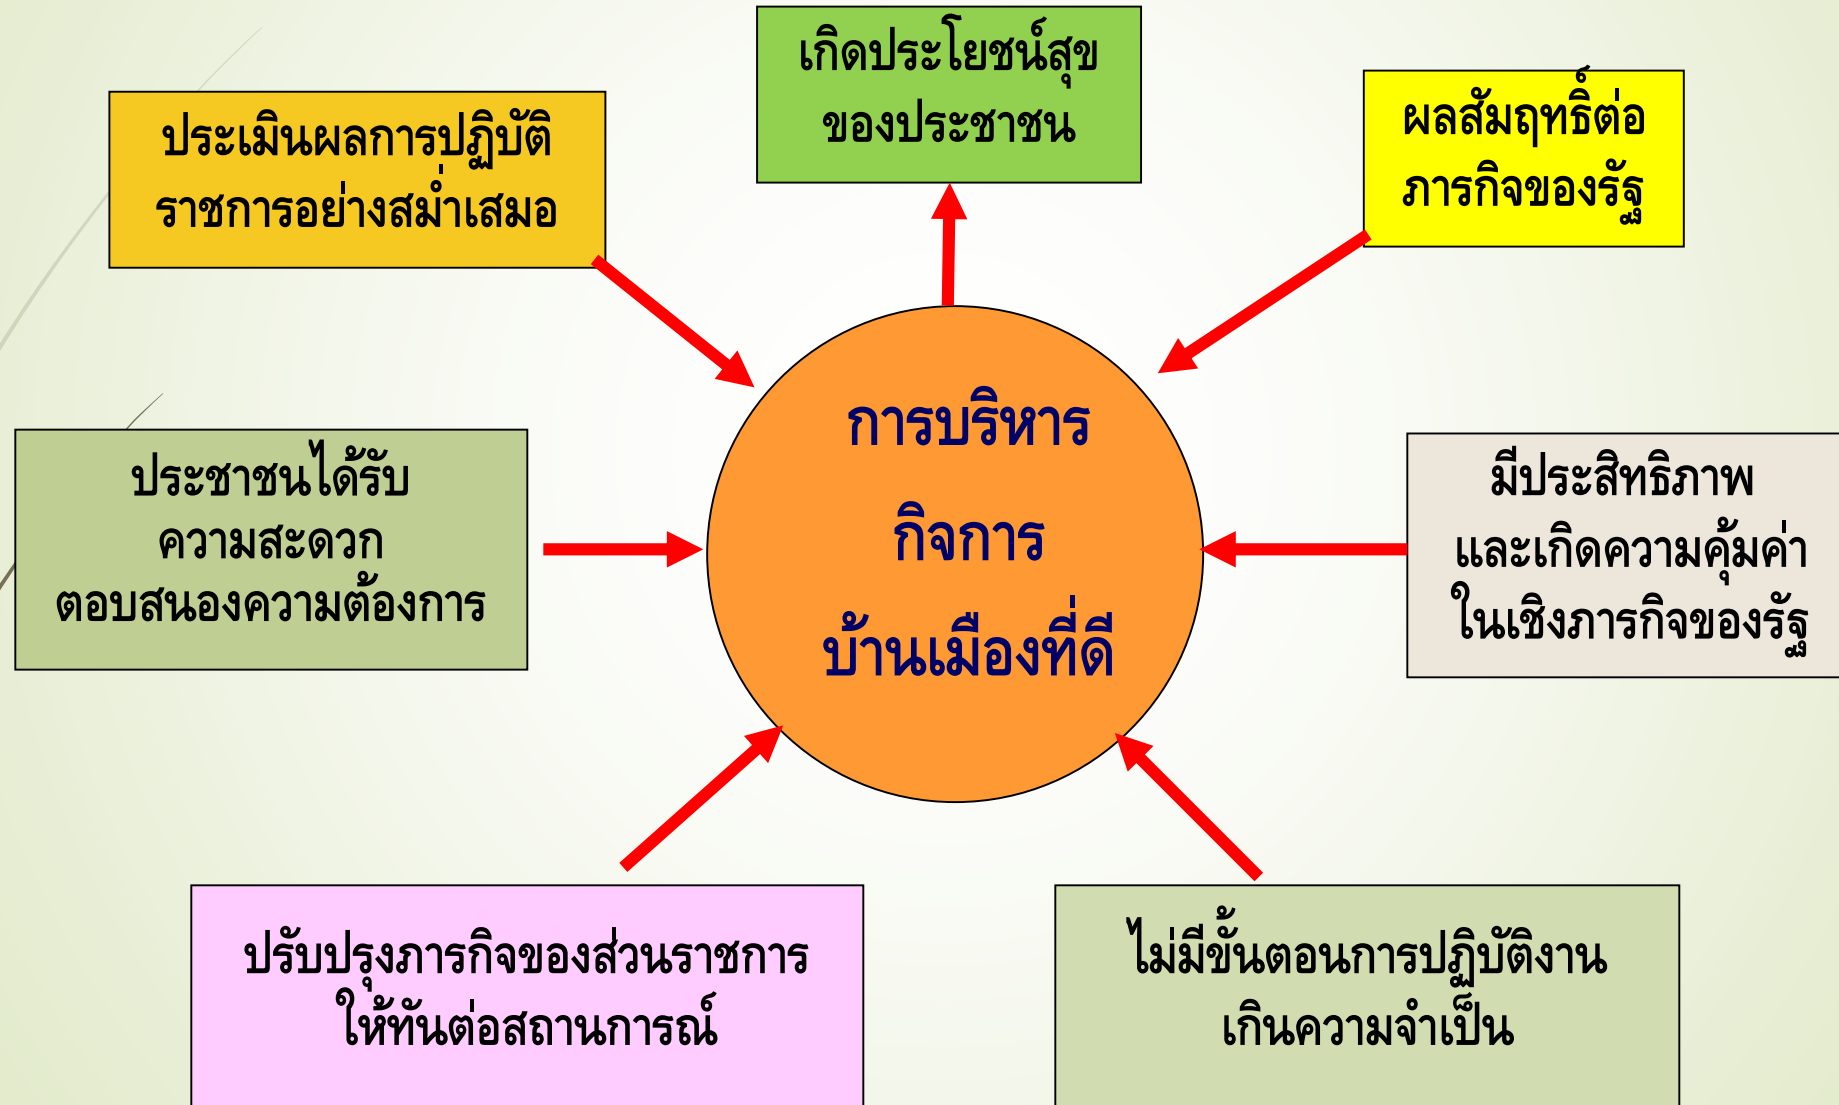 เกิดประโยชน์สุข
ของประชาชน
ผลสัมฤทธิ์ต่อ
ภารกิจของรัฐ
ประเมินผลการปฏิบัติ
ราชการอย่างสม่ำเสมอ
การบริหาร
กิจการ
บ้านเมืองที่ดี
ประชาชนได้รับ
ความสะดวก
ตอบสนองความต้องการ
มีประสิทธิภาพ
และเกิดความคุ้มค่า
ในเชิงภารกิจของรัฐ
ปรับปรุงภารกิจของส่วนราชการ
ให้ทันต่อสถานการณ์
ไม่มีขั้นตอนการปฏิบัติงาน
เกินความจำเป็น